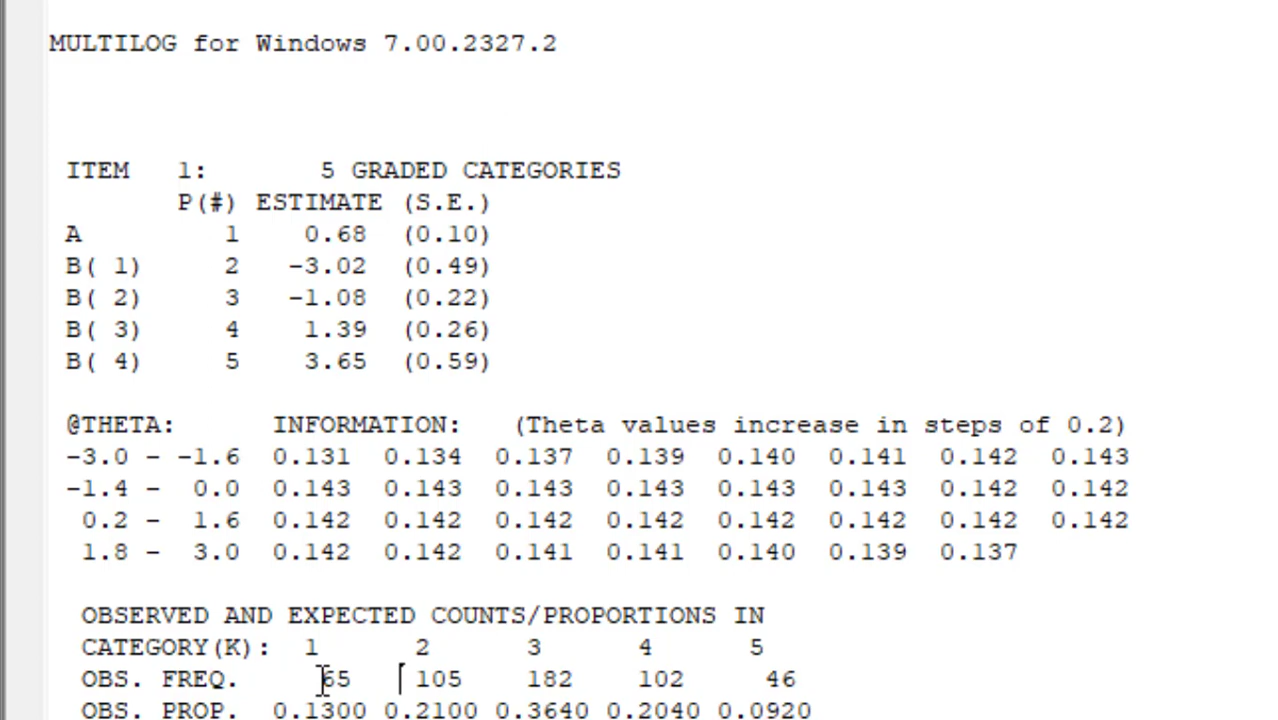 MULTILOG for Windows 7.00.2327.2
ITEM 1: 5 GRADED CATEGORIES
P(#) ESTIMATE (S.E.)
A 1 0.68 (0.10)
B( 1) 2 -3.02 (0.49)
B( 2) 3 -1.08 (0.22)
B( 3) 4 1.39 (0.26)
B( 4) 5 3.65 (0.59)
@THETA: INFORMATION: (Theta values increase in steps of 0.2)
-3.0 - -1.6 0.131 0.134 0.137 0.139 0.140 0.141 0.142 0.143
-1.4 - 0.0 0.143 0.143 0.143 0.143 0.143 0.143 0.142 0.142
0.2 - 1.6 0.142 0.142 0.142 0.142 0.142 0.142 0.142 0.142
1.8 - 3.0 0.142 0.142 0.141 0.141 0.140 0.139 0.137
OBSERVED AND EXPECTED COUNTS/PROPORTIONS IN
CATEGORY(K): 1 2 3 4 5
OBS. FREQ. 65 105 182 102 46
OBS. PROP. 0.1300 0.2100 0.3640 0.2040 0.0920